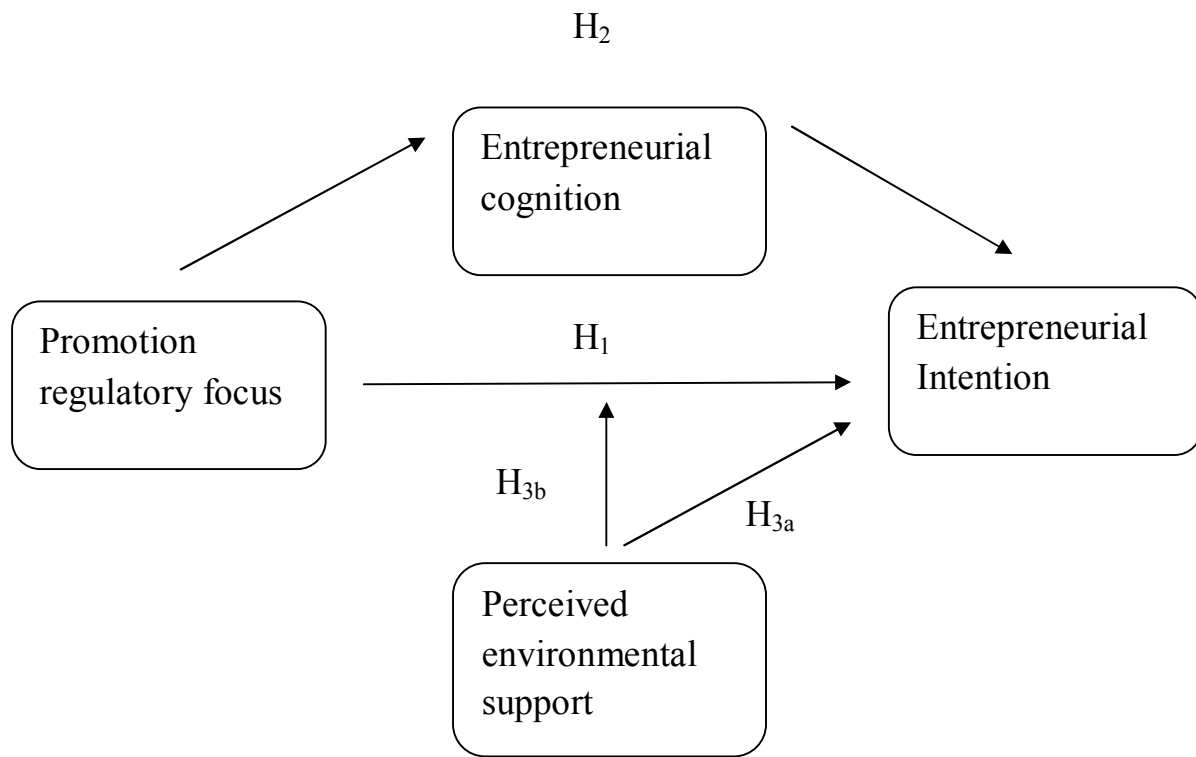 H₂
Entrepreneurial
cognition
Promotion
regulatory focus
H₁
Entrepreneurial
Intention
H₃b
H₃a
Perceived
environmental
support